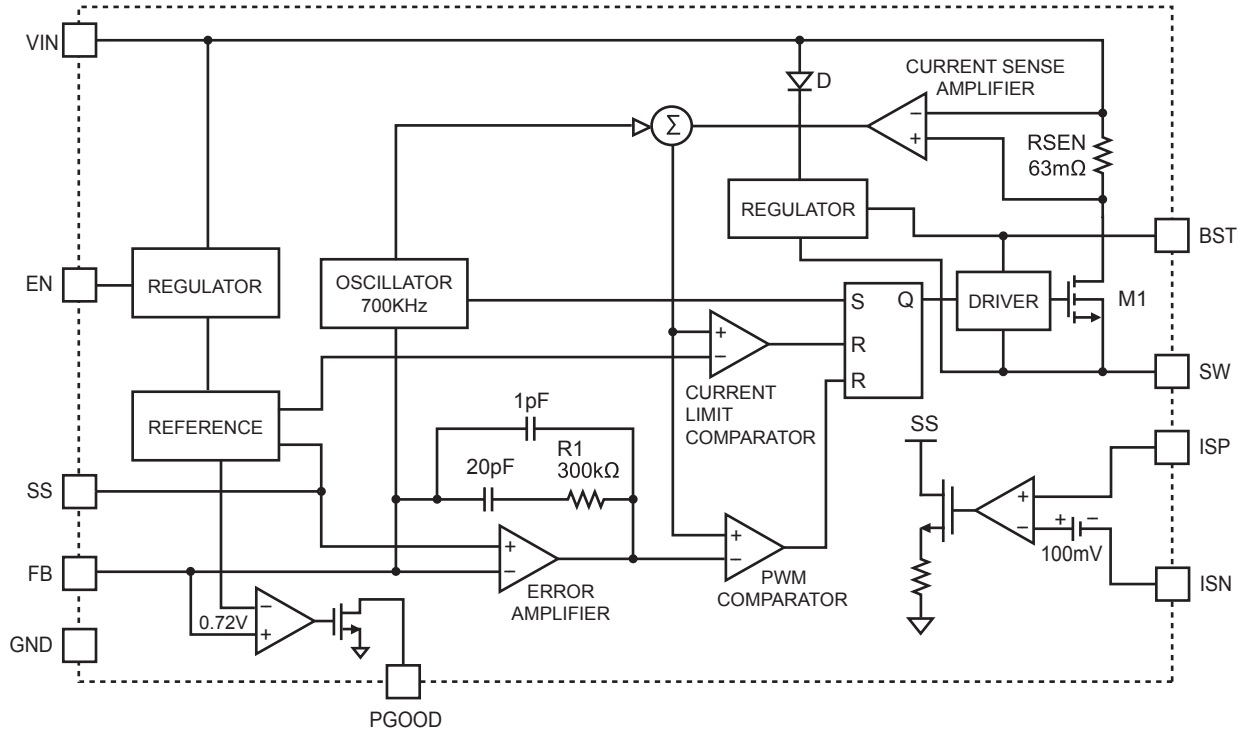 VIN
D
CURRENT SENSE
AMPLIFIER
Σ
−
+
RSEN
63mΩ
REGULATOR
BST
EN
REGULATOR
OSCILLATOR
700KHz
S
Q
DRIVER
M1
+
−
R
R
SW
CURRENT
LIMIT
COMPARATOR
REFERENCE
1pF
20pF
R1
300kΩ
SS
ISP
SS
+
−
+
−
100mV
+
−
PWM
COMPARATOR
+
−
ERROR
AMPLIFIER
FB
ISN
0.72V
−
+
GND
PGOOD